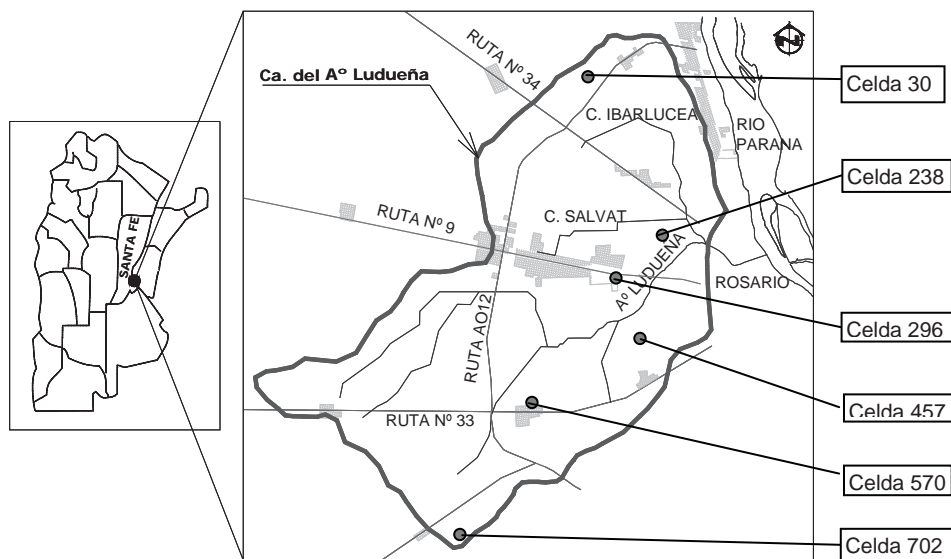 Ca. del Aº Ludueña
RUTA Nº 34
C. IBARLUCEA
RIO
PARANA
RUTA Nº 9
C. SALVAT
Aº LUDUEÑA
ROSARIO
RUTA AO12
RUTA Nº 33
SANTA FE
Celda 30
Celda 238
Celda 296
Celda 457
Celda 570
Celda 702